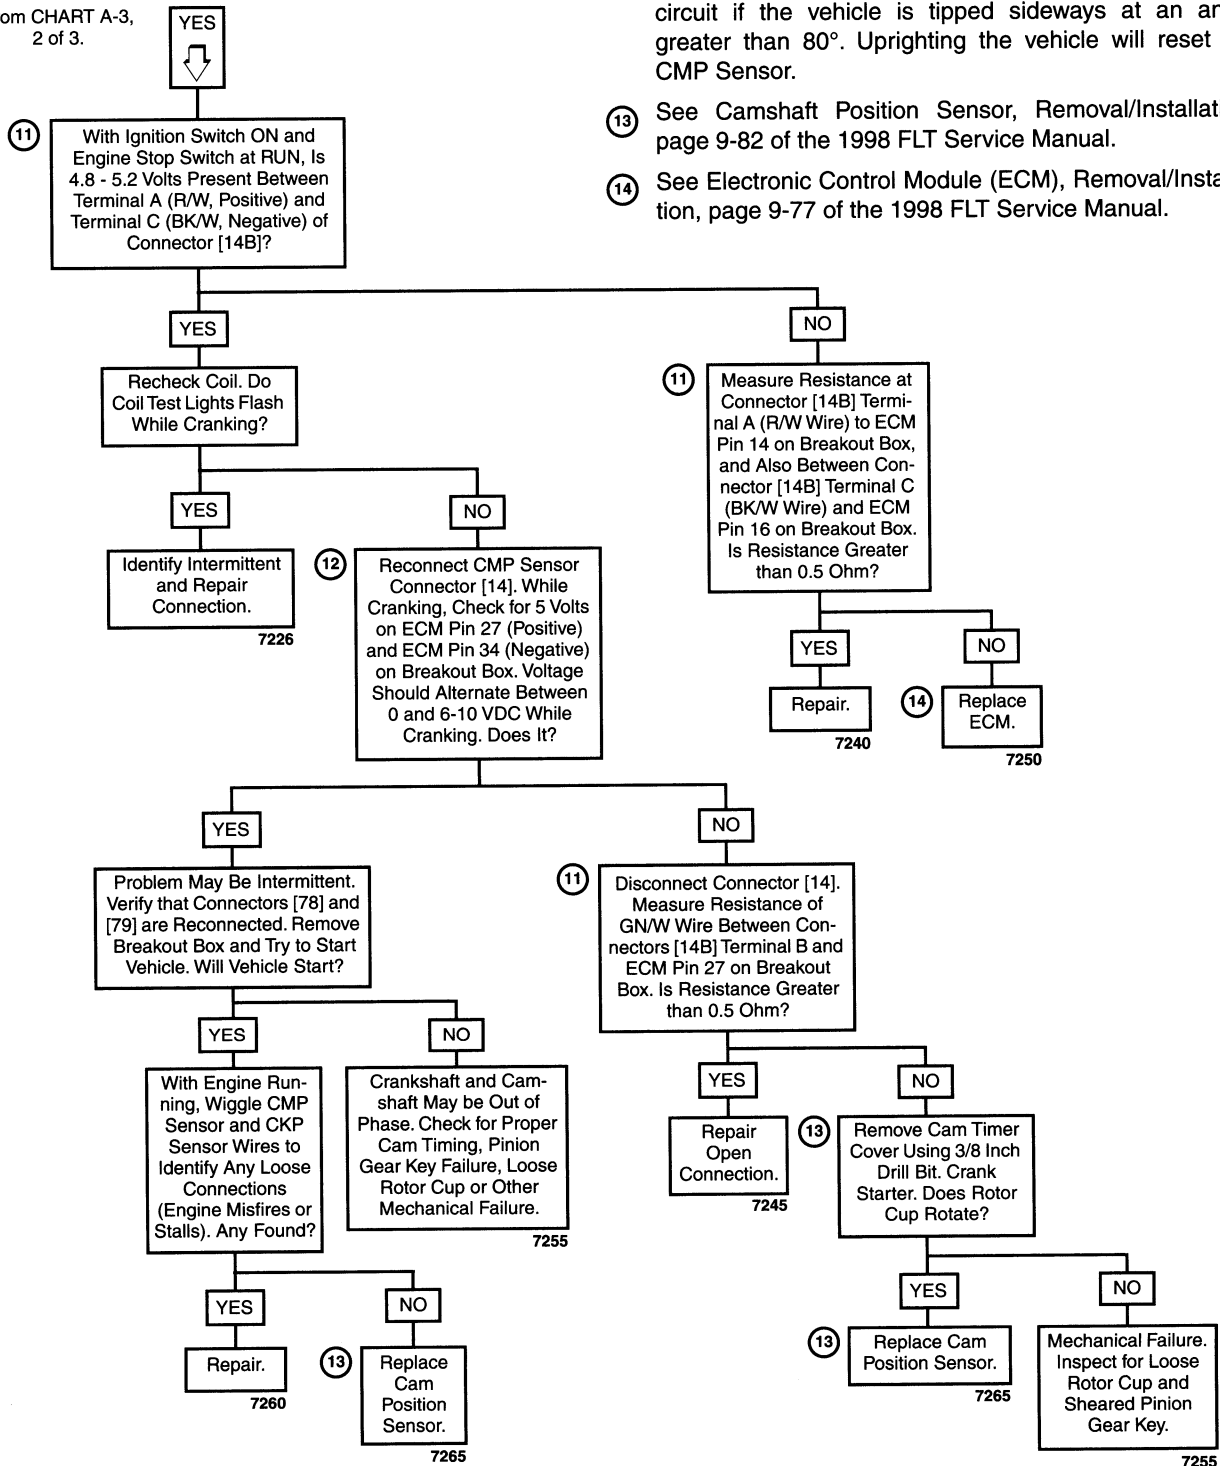 om CHART A-3,
2 of 3.
YES
circuit if the vehicle is tipped sideways at an an
greater than 80°. Uprighting the vehicle will reset
CMP Sensor.
13 See Camshaft Position Sensor, Removal/Installat
page 9-82 of the 1998 FLT Service Manual.
14 See Electronic Control Module (ECM), Removal/Insta
tion, page 9-77 of the 1998 FLT Service Manual.
11
With Ignition Switch ON and
Engine Stop Switch at RUN, Is
4.8 - 5.2 Volts Present Between
Terminal A (R/W, Positive) and
Terminal C (BK/W, Negative) of
Connector [14B]?
YES
NO
Recheck Coil. Do
Coil Test Lights Flash
While Cranking?
11
Measure Resistance at
Connector [14B] Termi-
nal A (R/W Wire) to ECM
Pin 14 on Breakout Box,
and Also Between Con-
nector [14B] Terminal C
(BK/W Wire) and ECM
Pin 16 on Breakout Box.
Is Resistance Greater
than 0.5 Ohm?
YES
NO
Identify Intermittent
and Repair
Connection.
7226
12
Reconnect CMP Sensor
Connector [14]. While
Cranking, Check for 5 Volts
on ECM Pin 27 (Positive)
and ECM Pin 34 (Negative)
on Breakout Box. Voltage
Should Alternate Between
0 and 6-10 VDC While
Cranking. Does It?
YES
NO
Repair.
7240
14
Replace
ECM.
7250
YES
NO
Problem May Be Intermittent.
Verify that Connectors [78] and
[79] are Reconnected. Remove
Breakout Box and Try to Start
Vehicle. Will Vehicle Start?
11
Disconnect Connector [14].
Measure Resistance of
GN/W Wire Between Con-
nectors [14B] Terminal B and
ECM Pin 27 on Breakout
Box. Is Resistance Greater
than 0.5 Ohm?
YES
NO
With Engine Run-
ning, Wiggle CMP
Sensor and CKP
Sensor Wires to
Identify Any Loose
Connections
(Engine Misfires or
Stalls). Any Found?
Crankshaft and Cam-
shaft May be Out of
Phase. Check for Proper
Cam Timing, Pinion
Gear Key Failure, Loose
Rotor Cup or Other
Mechanical Failure.
7255
YES
NO
Repair
Open
Connection.
7245
13
Remove Cam Timer
Cover Using 3/8 Inch
Drill Bit. Crank
Starter. Does Rotor
Cup Rotate?
YES
NO
Repair.
7260
13
Replace
Cam
Position
Sensor.
7265
YES
NO
13
Replace Cam
Position Sensor.
7265
Mechanical Failure.
Inspect for Loose
Rotor Cup and
Sheared Pinion
Gear Key.
7255